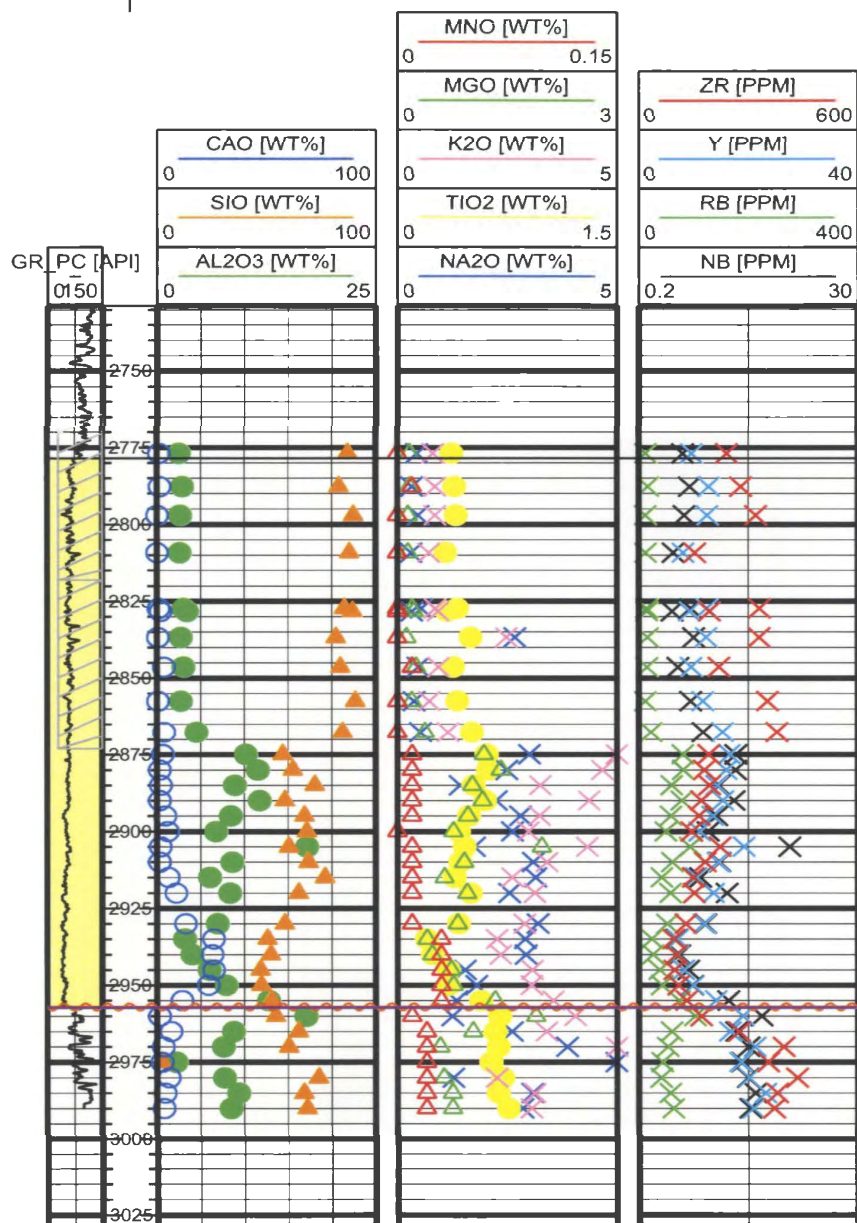 MNO [WT%]
0 0.15
MGO [WT%]
0 3
K2O [WT%]
0 5
TIO2 [WT%]
0 1.5
NA2O [WT%]
0 5
ZR [PPM]
0 600
Y [PPM]
0 40
RB [PPM]
0 400
NB [PPM]
0.2 30
CAO [WT%]
0 100
SIO [WT%]
0 100
AL2O3 [WT%]
0 25
GR_PC [API]
0 150
2750
2775
2800
2825
2850
2875
2900
2925
2950
2975
3000
3025